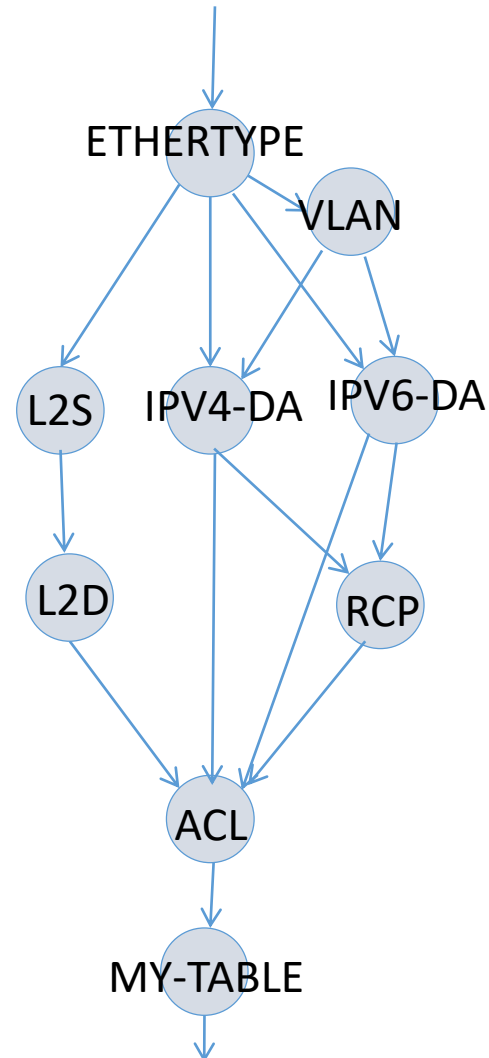 ETHERTYPE
VLAN
L2S
IPV4-DA
IPV6-DA
L2D
RCP
ACL
MY-TABLE